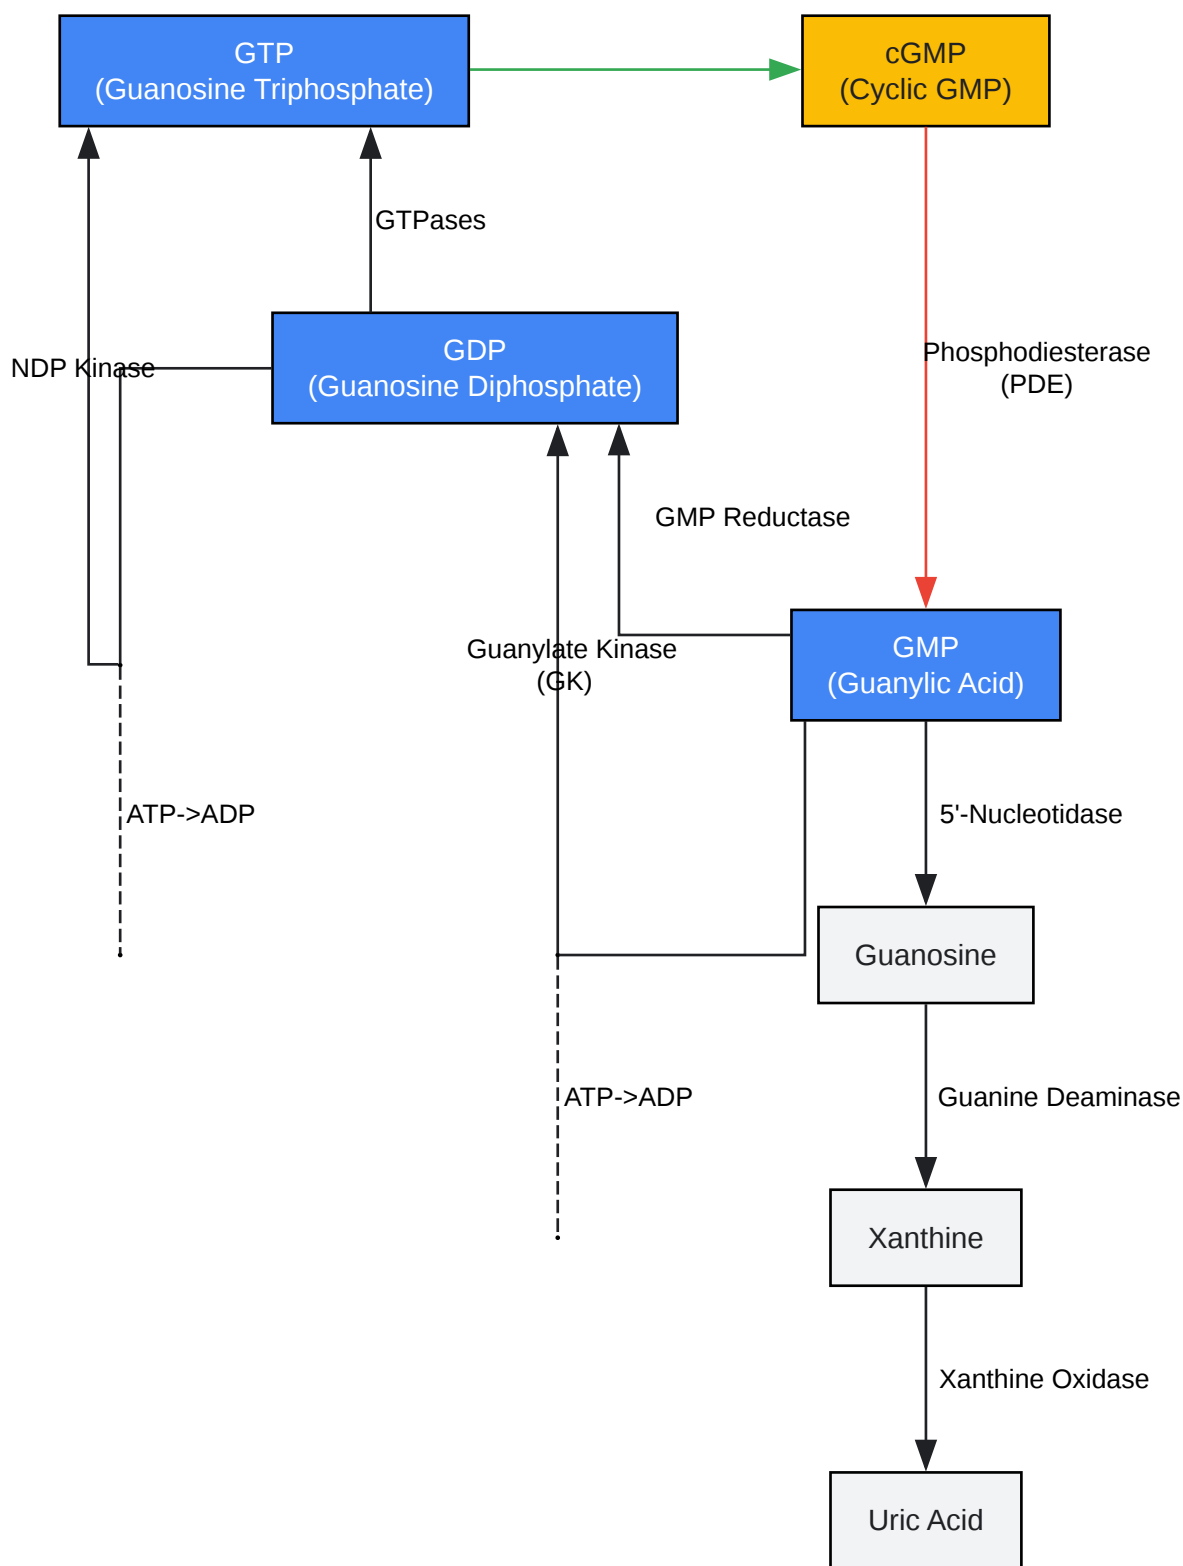 GTP
(Guanosine Triphosphate)
cGMP
(Cyclic GMP)
GTPases
NDP Kinase
GDP
(Guanosine Diphosphate)
Phosphodiesterase
(PDE)
GMP Reductase
Guanylate Kinase
(GK)
GMP
(Guanylic Acid)
ATP->ADP
5'-Nucleotidase
Guanosine
ATP->ADP
Guanine Deaminase
Xanthine
Xanthine Oxidase
Uric Acid